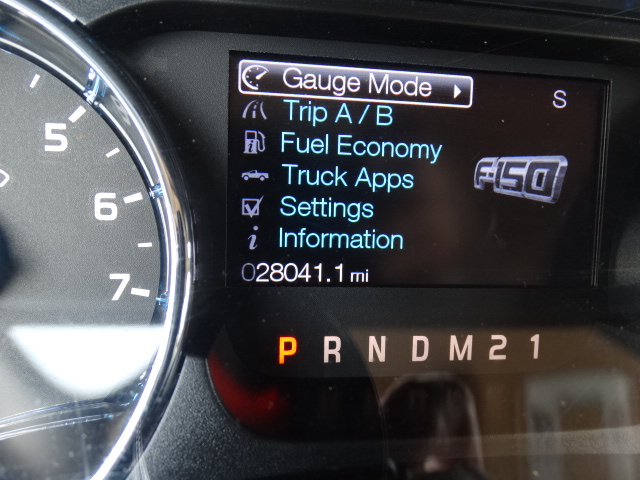 5
6
7
Gauge Mode
S
Trip A / B
Fuel Economy
Truck Apps
F-150
Settings
Information
028041.1 mi
P R N D M 2 1